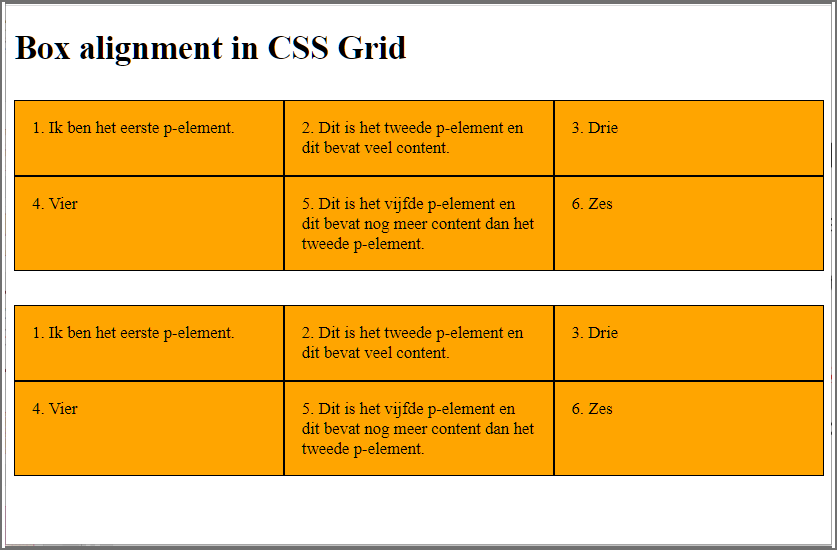 Box alignment in CSS Grid
1. Ik ben het eerste p-element.
2. Dit is het tweede p-element en
dit bevat veel content.
3. Drie
4. Vier
5. Dit is het vijfde p-element en
dit bevat nog meer content dan het
tweede p-element.
6. Zes
1. Ik ben het eerste p-element.
2. Dit is het tweede p-element en
dit bevat veel content.
3. Drie
4. Vier
5. Dit is het vijfde p-element en
dit bevat nog meer content dan het
tweede p-element.
6. Zes